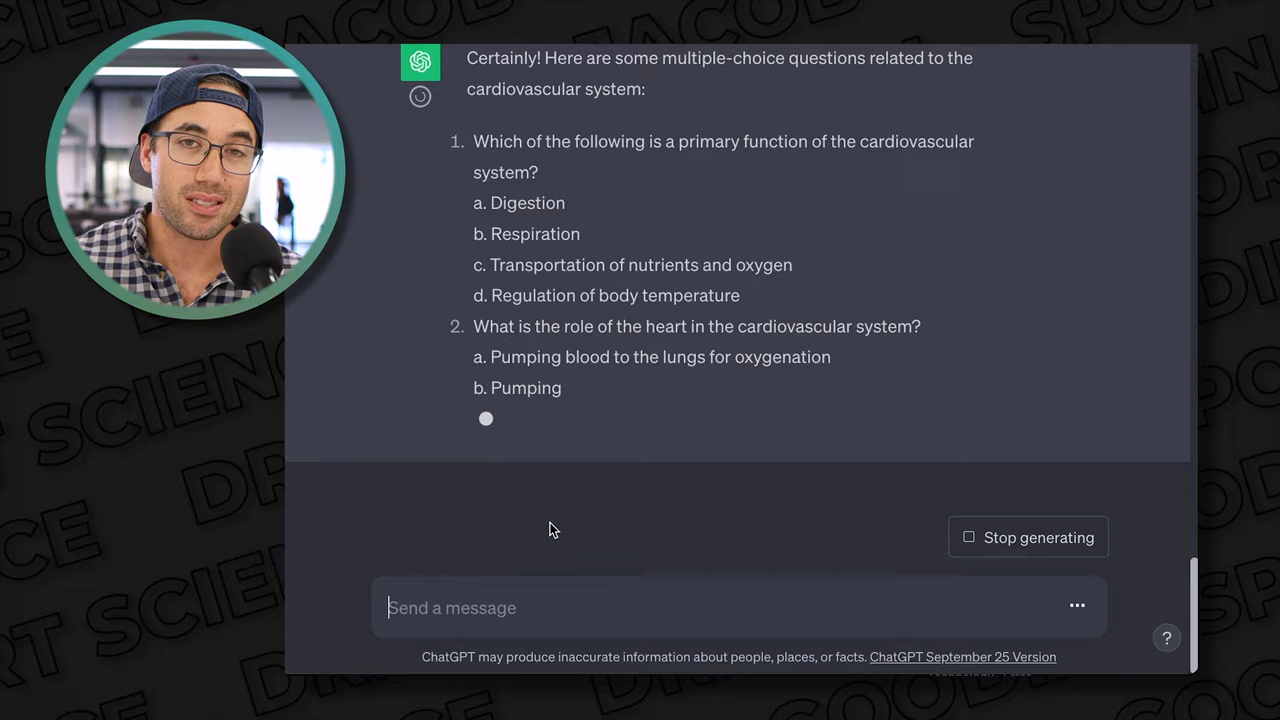 Certainly! Here are some multiple-choice questions related to the
cardiovascular system:
1. Which of the following is a primary function of the cardiovascular
system?
a. Digestion
b. Respiration
c. Transportation of nutrients and oxygen
d. Regulation of body temperature
2. What is the role of the heart in the cardiovascular system?
a. Pumping blood to the lungs for oxygenation
b. Pumping
Stop generating
Send a message
?
ChatGPT may produce inaccurate information about people, places, or facts. ChatGPT September 25 Version